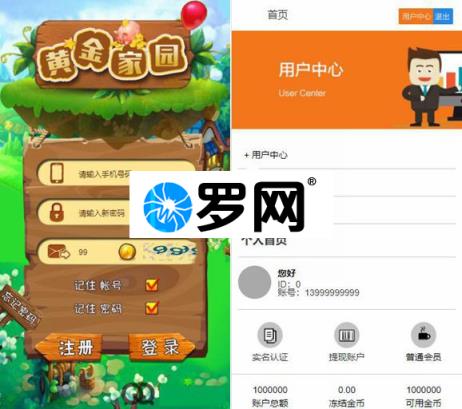 黄金家园
请输入手机号码
请输入新密码
99
999
记住 帐号
记住 密码
忘记密码
注册
登录
罗网®
首页
用户中心
退出
用户中心
User Center
+ 用户中心
个人首页
您好
ID：0
账号：13999999999
实名认证
提现账户
普通会员
1000000
0.00
1000000
账户总额
冻结金币
可用金币